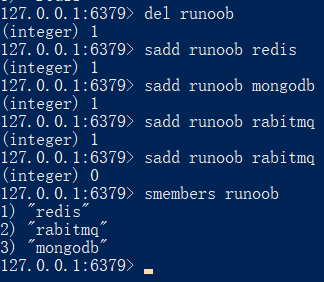 127.0.0.1:6379> del runoob
(integer) 1
127.0.0.1:6379> sadd runoob redis
(integer) 1
127.0.0.1:6379> sadd runoob mongodb
(integer) 1
127.0.0.1:6379> sadd runoob rabitmq
(integer) 1
127.0.0.1:6379> sadd runoob rabitmq
(integer) 0
127.0.0.1:6379> smembers runoob
1) "redis"
2) "rabitmq"
3) "mongodb"
127.0.0.1:6379>